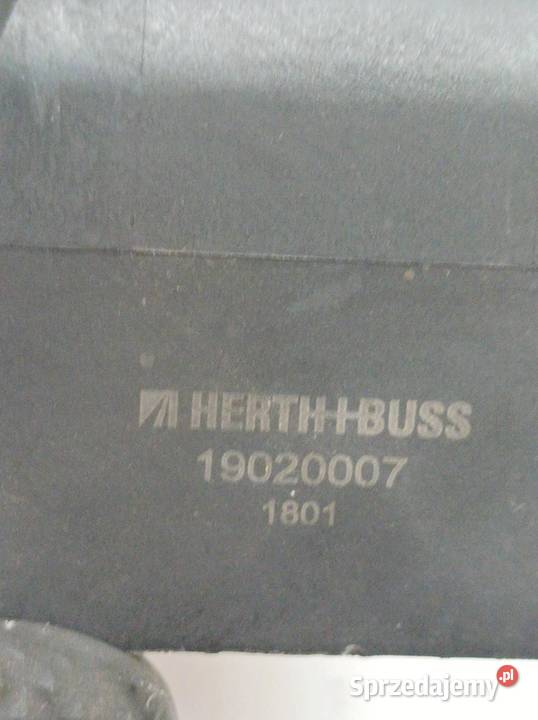 HERTH+BUSS
19020007
1801
Sprzedajemy.pl